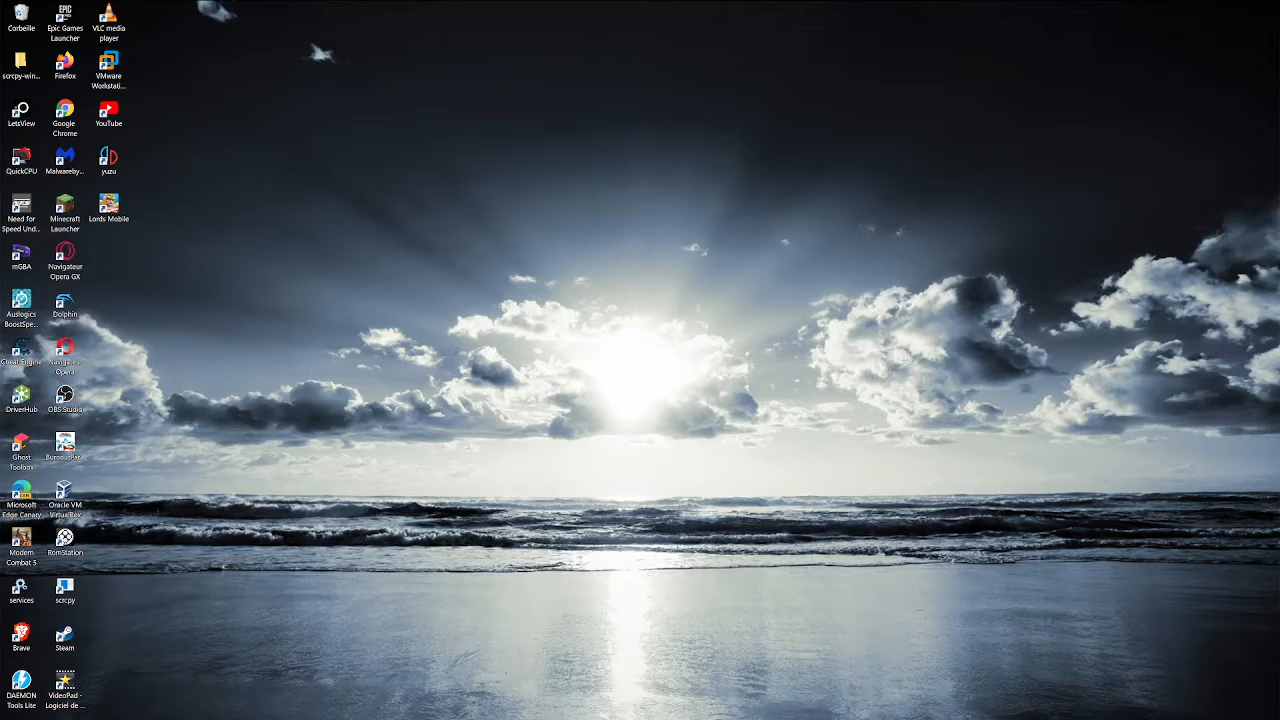 Corbeille
scrcpy-win...
LetsView
QuickCPU
Need for
Speed Und...
mGBA
Auslogics
BoostSpe...
Cheat Engine
DriverHub
Ghost
Toolbox
Microsoft
Edge Canary
Modern
Combat 5
services
Brave
DAEMON
Tools Lite
EPIC
GAMES
Epic Games
Launcher
Firefox
Google
Chrome
Malwareby...
Minecraft
Launcher
Navigateur
Opera GX
Dolphin
Navigateur
Opera
OBS Studio
BurnoutPar...
Oracle VM
VirtualBox
RomStation
scrcpy
Steam
VideoPad -
Logiciel de ...
VLC media
player
VMware
Workstati...
YouTube
yuzu
Lords Mobile